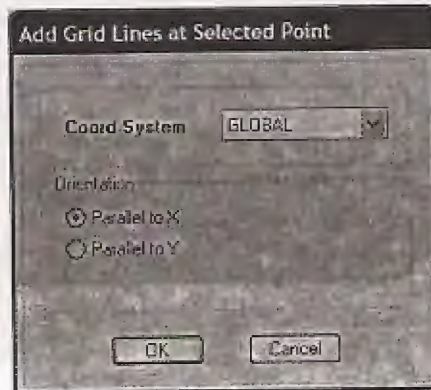 Add Grid Lines at Selected Point
Coord System GLOBAL
Orientation
Parallel to X
Parallel to Y
OK Cancel